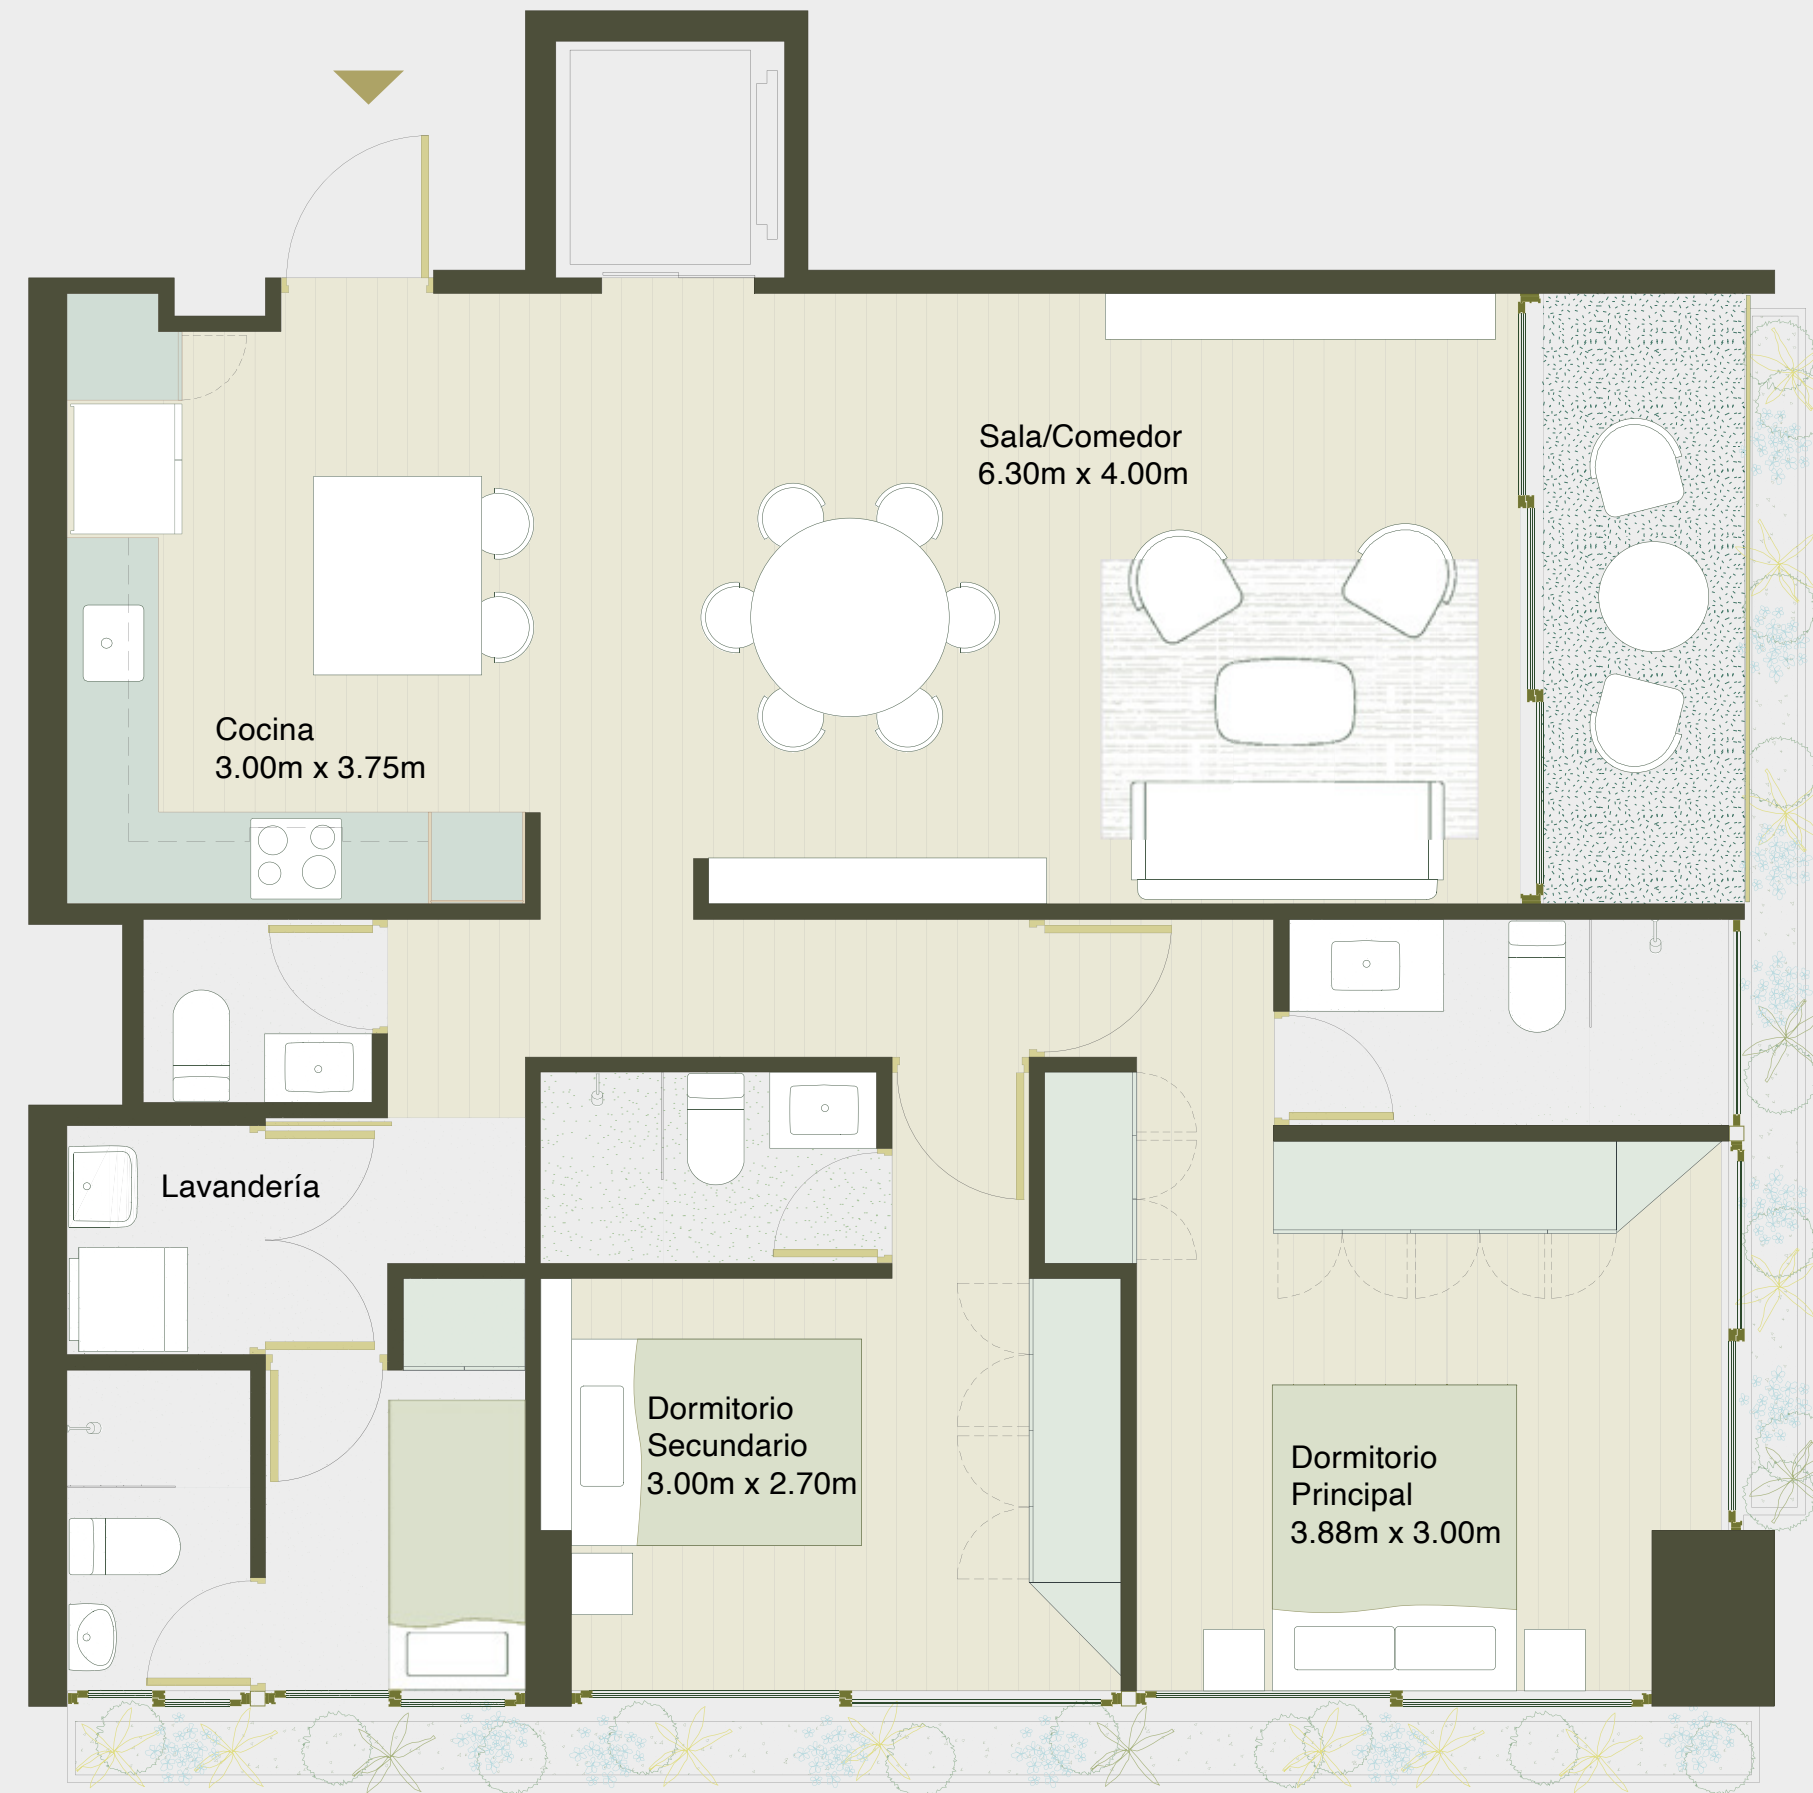 Sala/Comedor
6.30m x 4.00m
Cocina
3.00m x 3.75m
Lavandería
Dormitorio
Secundario
3.00m x 2.70m
Dormitorio
Principal
3.88m x 3.00m